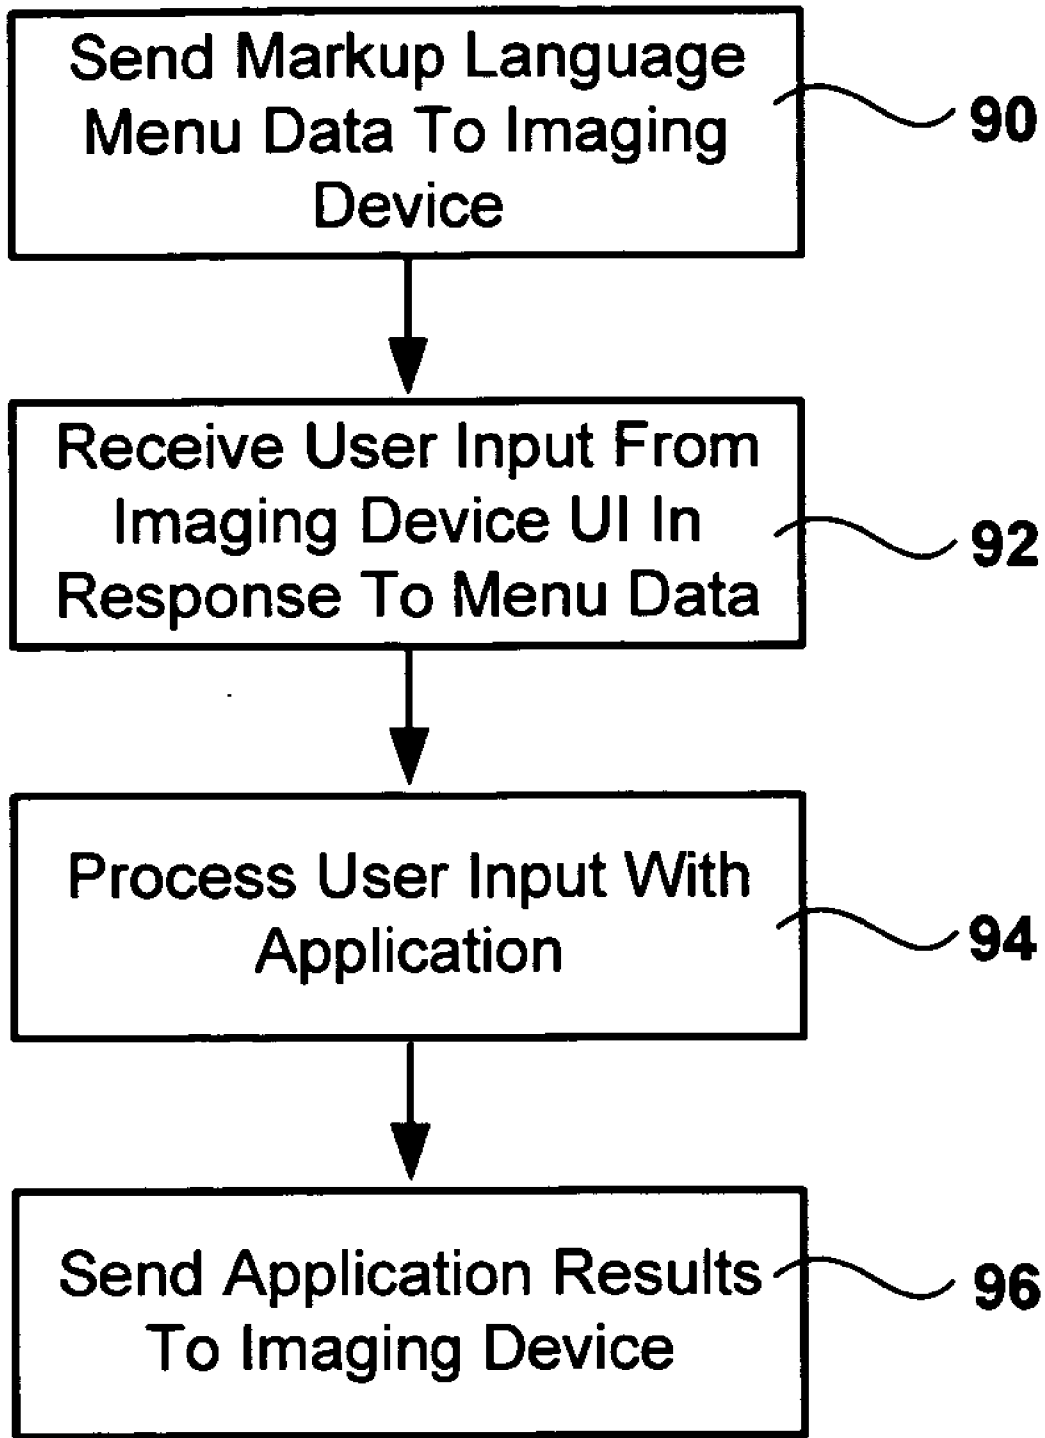 Send Markup Language
Menu Data To Imaging
Device
90
Receive User Input From
Imaging Device UI In
Response To Menu Data
92
Process User Input With
Application
94
Send Application Results
To Imaging Device
96